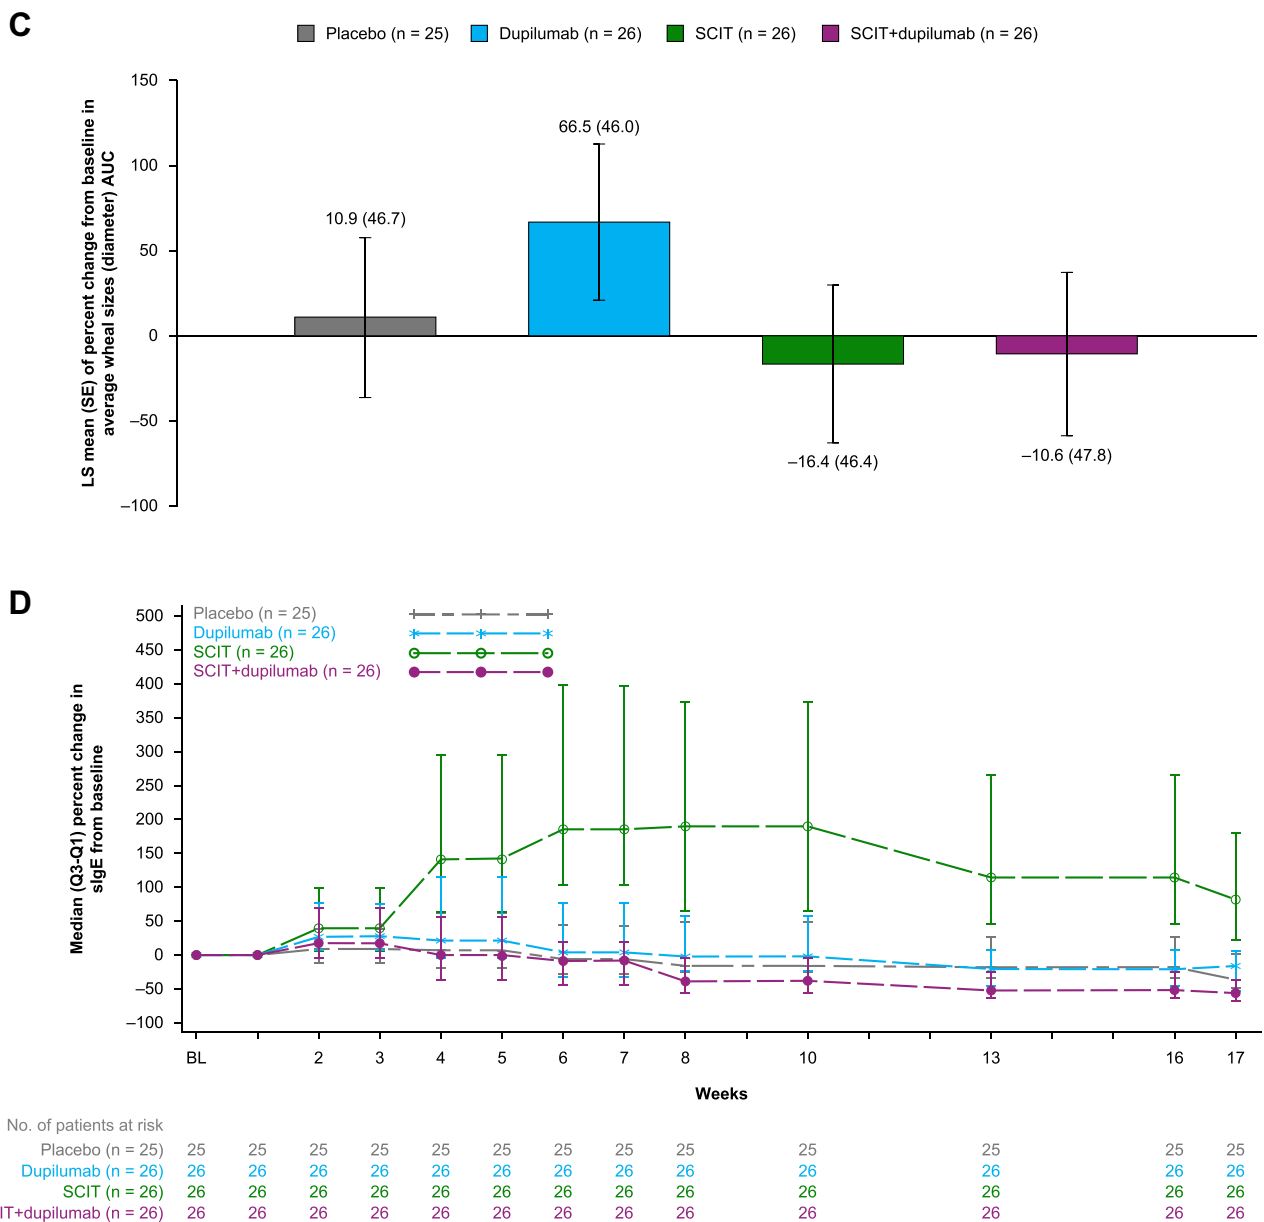 C
Placebo (n = 25) Dupilumab (n = 26) SCIT (n = 26) SCIT+dupilumab (n = 26)
LS mean (SE) of percent change from baseline in
average wheal sizes (diameter) AUC
150
100
50
0
–50
–100
10.9 (46.7)
66.5 (46.0)
–16.4 (46.4)
–10.6 (47.8)
D
Placebo (n = 25)
Dupilumab (n = 26)
SCIT (n = 26)
SCIT+dupilumab (n = 26)
Median (Q3-Q1) percent change in
sIgE from baseline
500
450
400
350
300
250
200
150
100
50
0
–50
–100
BL 2 3 4 5 6 7 8 10 13 16 17
Weeks
No. of patients at risk
Placebo (n = 25) 25 25 25 25 25 25 25 25 25 25 25 25 25
Dupilumab (n = 26) 26 26 26 26 26 26 26 26 26 26 26 26 26
SCIT (n = 26) 26 26 26 26 26 26 26 26 26 26 26 26 26
IT+dupilumab (n = 26) 26 26 26 26 26 26 26 26 26 26 26 26 26